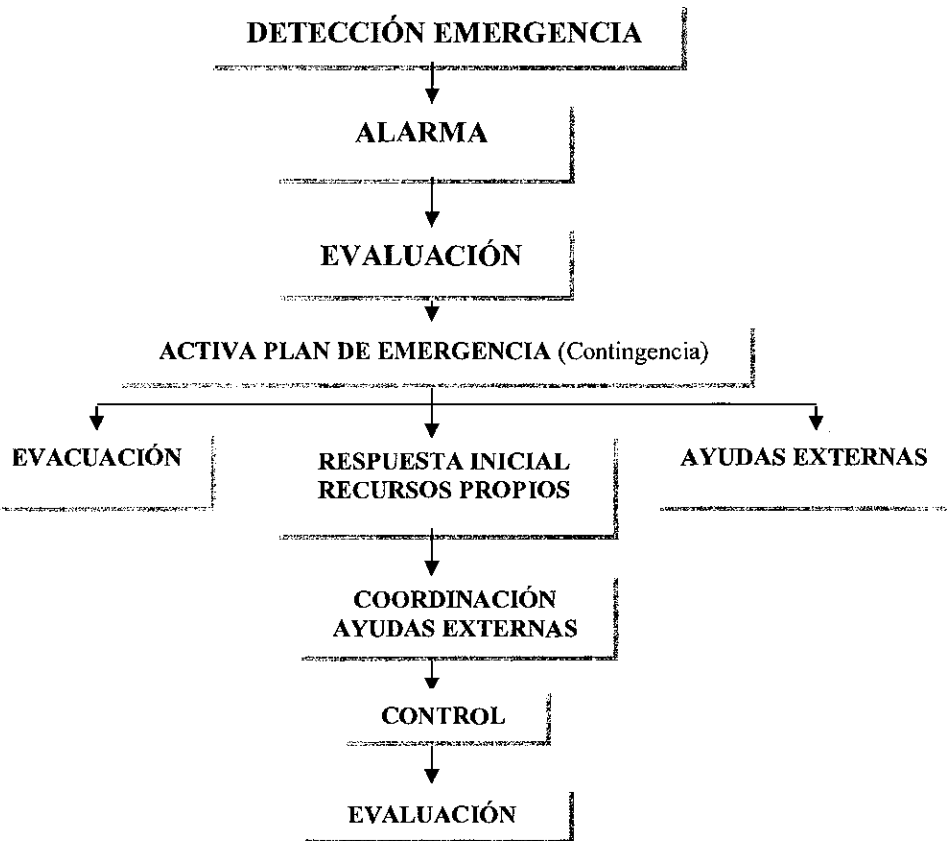 DETECCIÓN EMERGENCIA
ALARMA
EVALUACIÓN
ACTIVA PLAN DE EMERGENCIA (Contingencia)
EVACUACIÓN
RESPUESTA INICIAL
RECURSOS PROPIOS
AYUDAS EXTERNAS
COORDINACIÓN
AYUDAS EXTERNAS
CONTROL
EVALUACIÓN